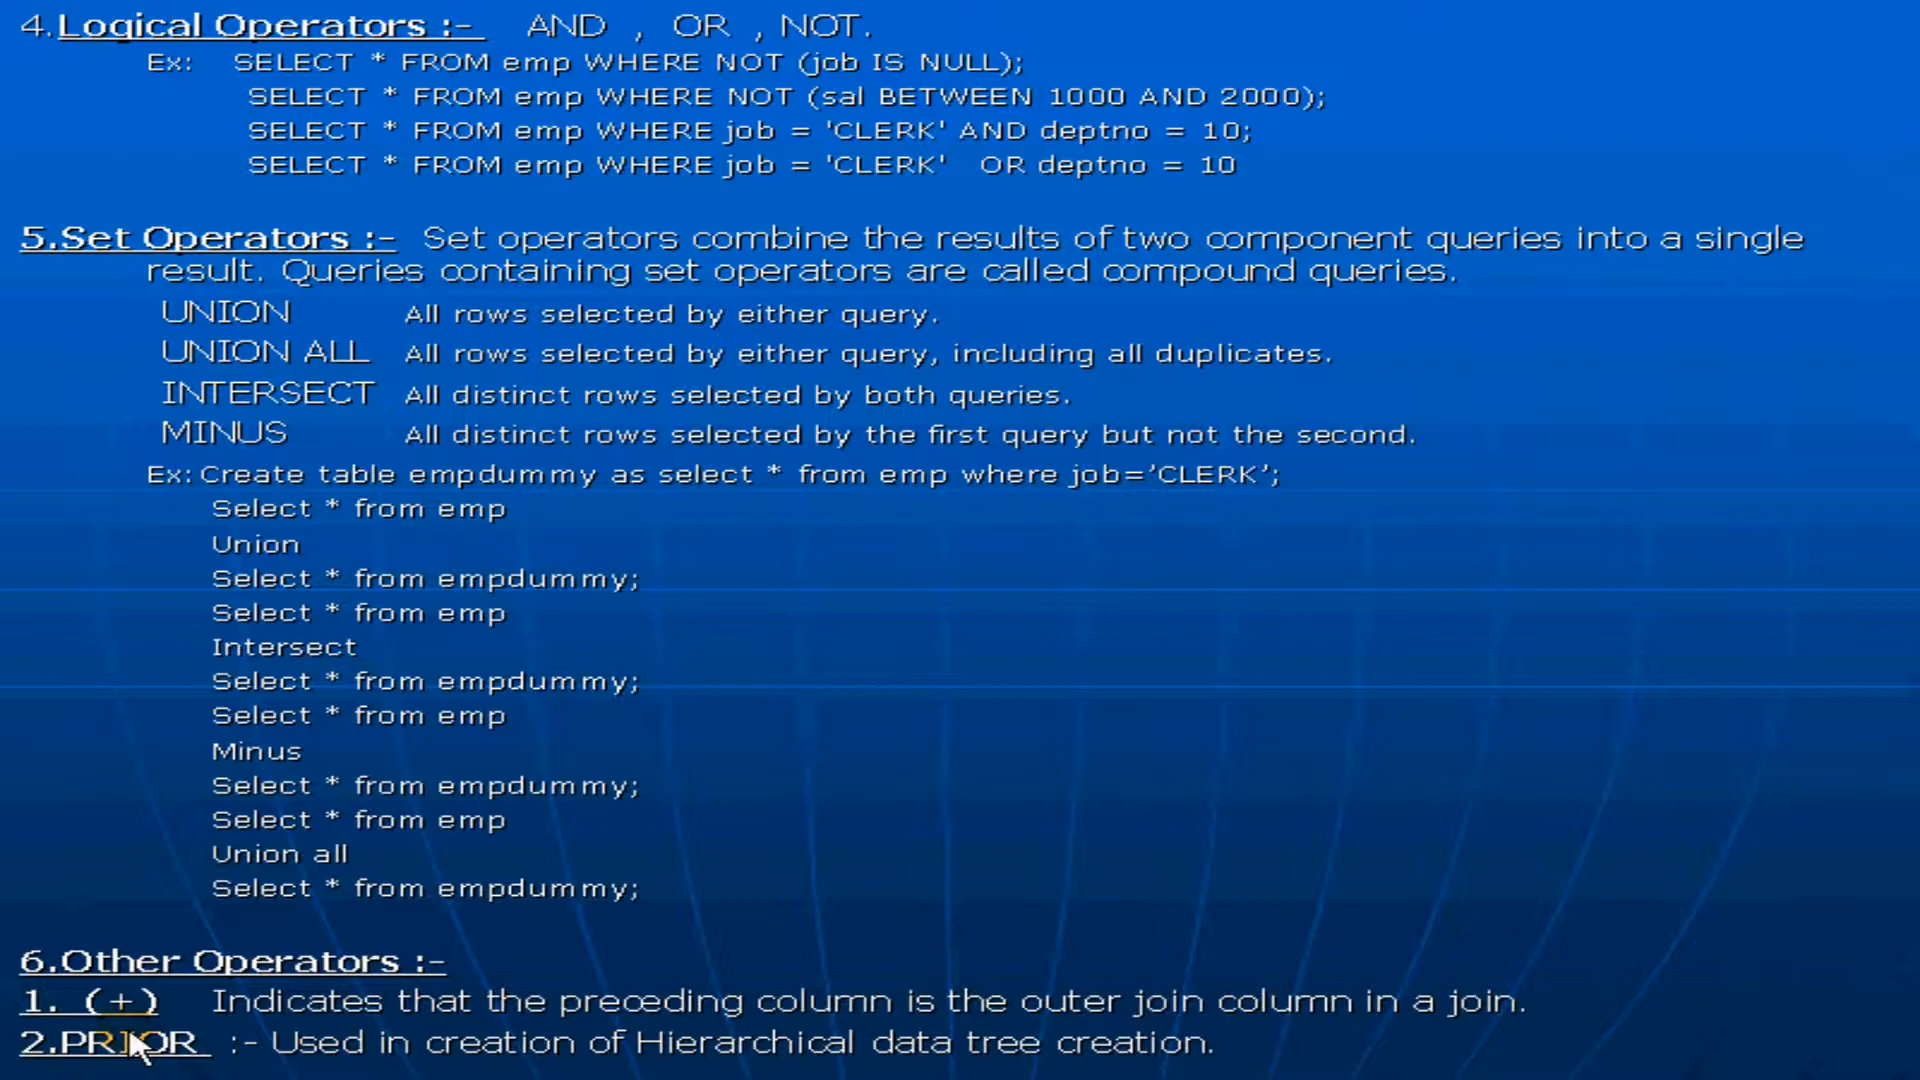 4.Logical Operators :- AND , OR , NOT.
Ex: SELECT * FROM emp WHERE NOT (job IS NULL);
SELECT * FROM emp WHERE NOT (sal BETWEEN 1000 AND 2000);
SELECT * FROM emp WHERE job = 'CLERK' AND deptno = 10;
SELECT * FROM emp WHERE job = 'CLERK' OR deptno = 10
5.Set Operators :- Set operators combine the results of two component queries into a single
result. Queries containing set operators are called compound queries.
UNION All rows selected by either query.
UNION ALL All rows selected by either query, including all duplicates.
INTERSECT All distinct rows selected by both queries.
MINUS All distinct rows selected by the first query but not the second.
Ex: Create table empdummy as select * from emp where job=’CLERK’;
Select * from emp
Union
Select * from empdummy;
Select * from emp
Intersect
Select * from empdummy;
Select * from emp
Minus
Select * from empdummy;
Select * from emp
Union all
Select * from empdummy;
6.Other Operators :-
1. (+) Indicates that the preceding column is the outer join column in a join.
2.PRIOR :- Used in creation of Hierarchical data tree creation.